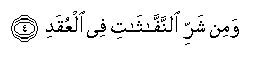 وَمِن شَرِّ ٱلنَّفَّـٰثَـٰتِ فِى ٱلْعُقَدِ ﴿٤﴾